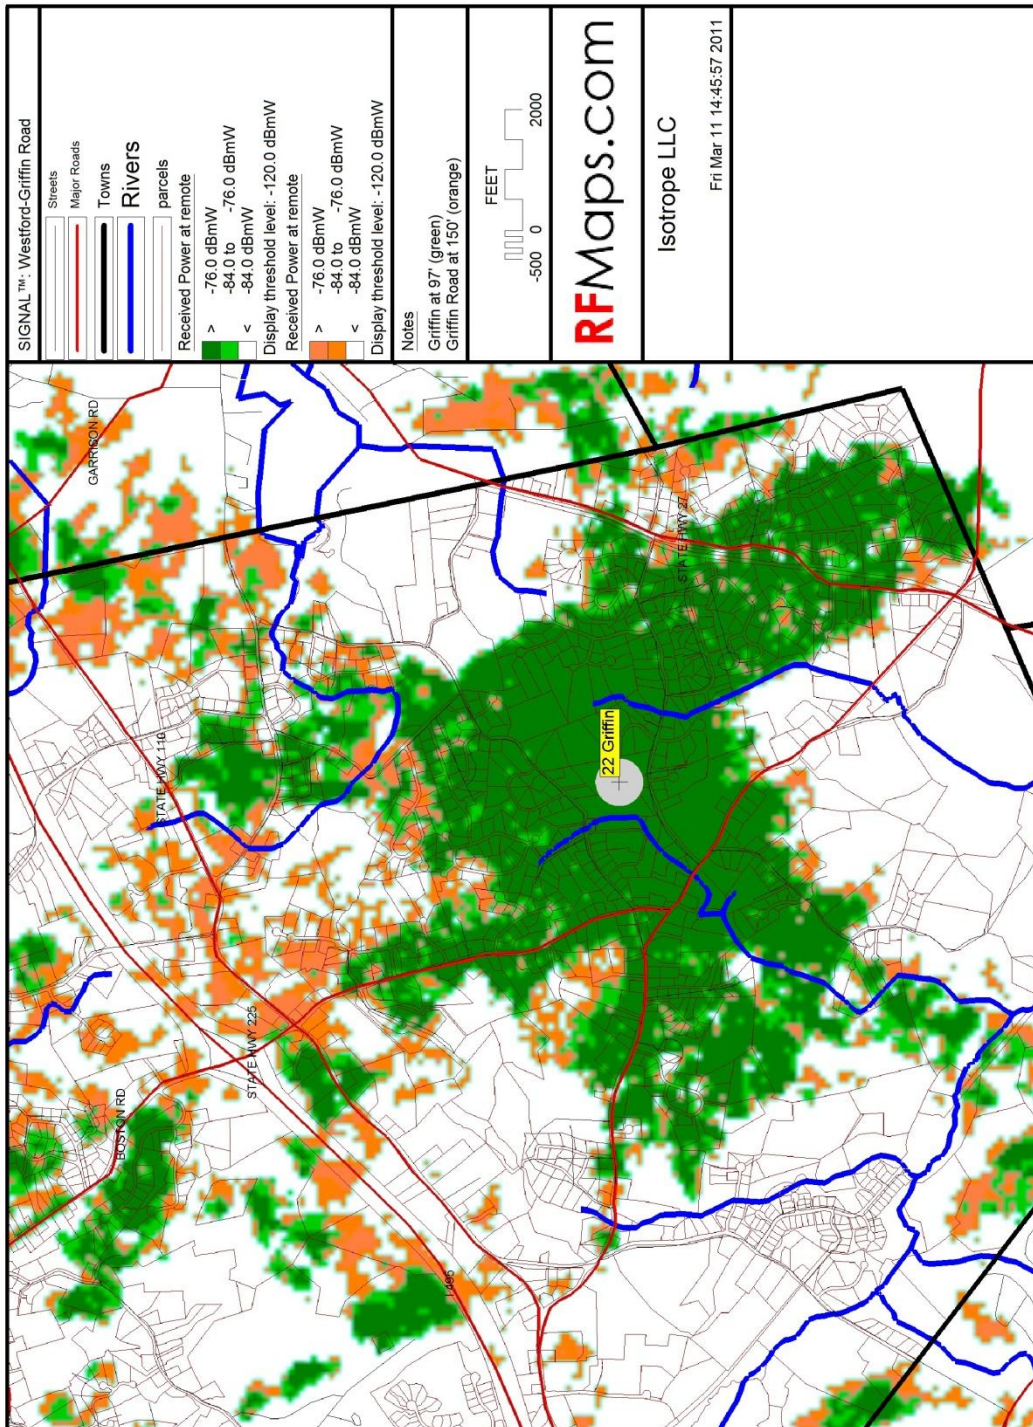 SIGNAL™: Westford-Griffin Road
Streets
Major Roads
Towns
Rivers
parcels
Received Power at remote
> -76.0 dBmW
-84.0 to -76.0 dBmW
< -84.0 dBmW
Display threshold level: -120.0 dBmW
Received Power at remote
> -76.0 dBmW
-84.0 to -76.0 dBmW
< -84.0 dBmW
Display threshold level: -120.0 dBmW
Notes
Griffin at 97' (green)
Griffin Road at 150' (orange)
FEET
-500 0 2000
RFMaps.com
Isotrope LLC
Fri Mar 11 14:45:57 2011
GARRISON RD
STATE HWY 110
STATE HWY 27
22 Griffin
STATE HWY 225
BOSTON RD
I-495